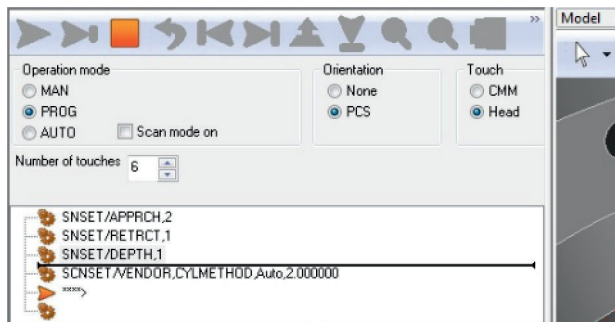 »
Model
Operation mode
Orientation
Touch
MAN
None
CMM
PROG
PCS
Head
AUTO
Scan mode on
Number of touches 6
SNSET/APPRCH,2
SNSET/RETRCT,1
SNSET/DEPTH,1
SCNSET/VENDOR,CYLMETHOD,Auto,2.000000
****>